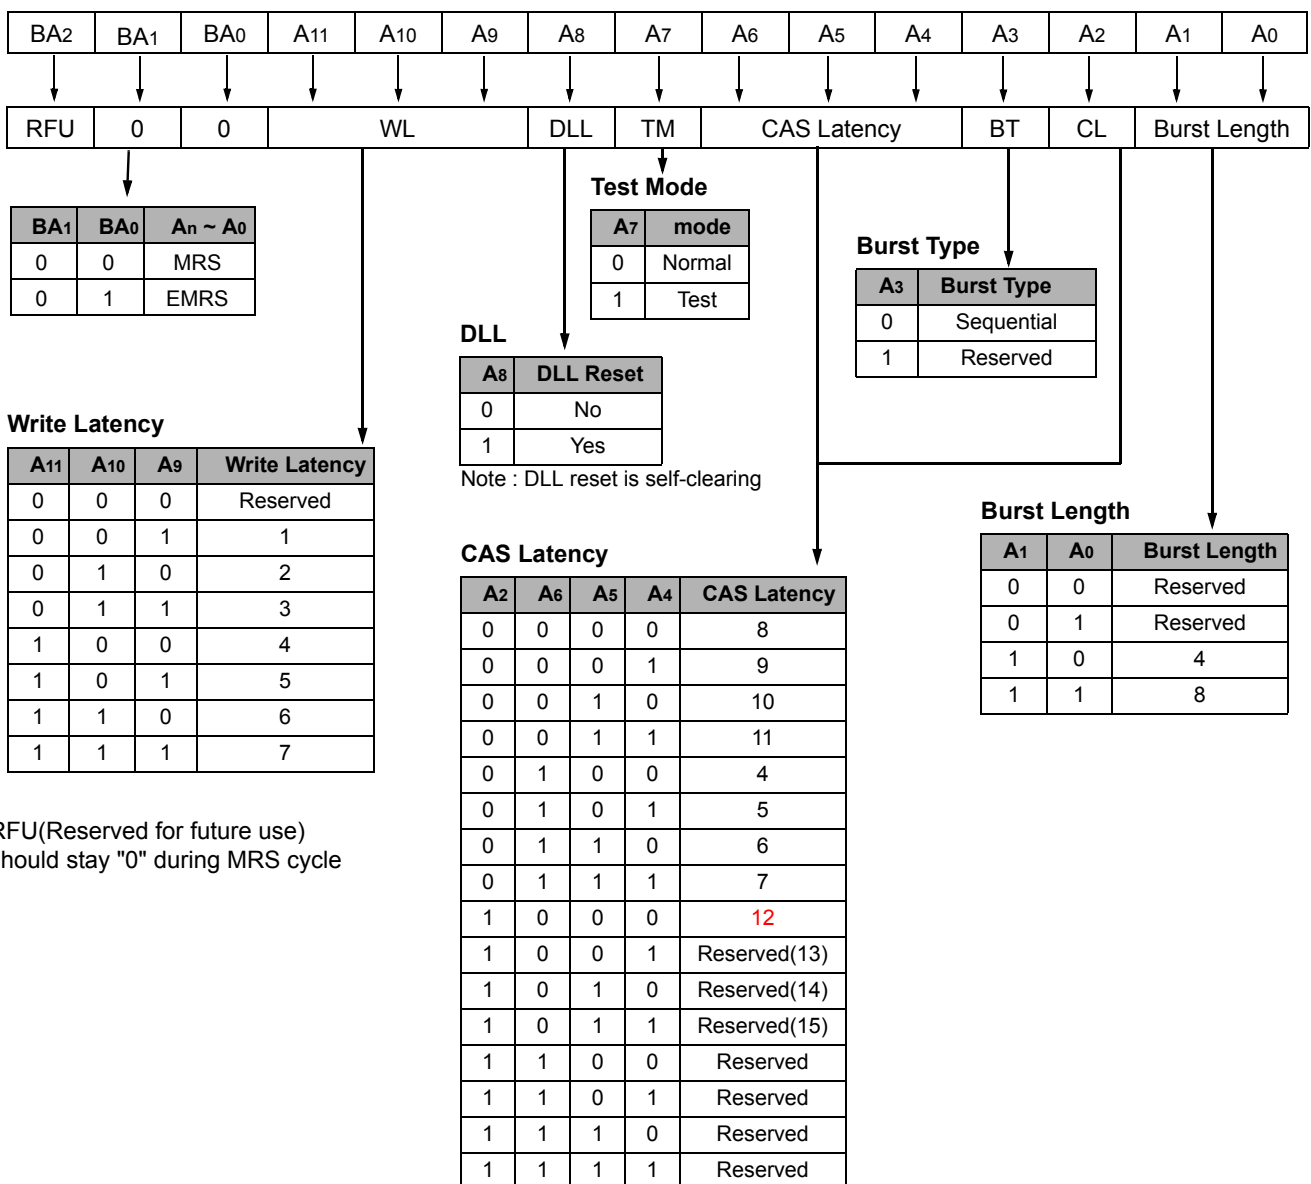 BA2 BA1 BA0 A11 A10 A9 A8 A7 A6 A5 A4 A3 A2 A1 A0
RFU 0 0 WL DLL TM CAS Latency BT CL Burst Length
BA1 BA0 An ~ A0
0 0 MRS
0 1 EMRS
Test Mode
A7 mode
0 Normal
1 Test
Burst Type
A3 Burst Type
0 Sequential
1 Reserved
DLL
A8 DLL Reset
0 No
1 Yes
Note : DLL reset is self-clearing
Write Latency
A11 A10 A9 Write Latency
0 0 0 Reserved
0 0 1 1
0 1 0 2
0 1 1 3
1 0 0 4
1 0 1 5
1 1 0 6
1 1 1 7
RFU(Reserved for future use)
hould stay "0" during MRS cycle
CAS Latency
A2 A6 A5 A4 CAS Latency
0 0 0 0 8
0 0 0 1 9
0 0 1 0 10
0 0 1 1 11
0 1 0 0 4
0 1 0 1 5
0 1 1 0 6
0 1 1 1 7
1 0 0 0 12
1 0 0 1 Reserved(13)
1 0 1 0 Reserved(14)
1 0 1 1 Reserved(15)
1 1 0 0 Reserved
1 1 0 1 Reserved
1 1 1 0 Reserved
1 1 1 1 Reserved
Burst Length
A1 A0 Burst Length
0 0 Reserved
0 1 Reserved
1 0 4
1 1 8